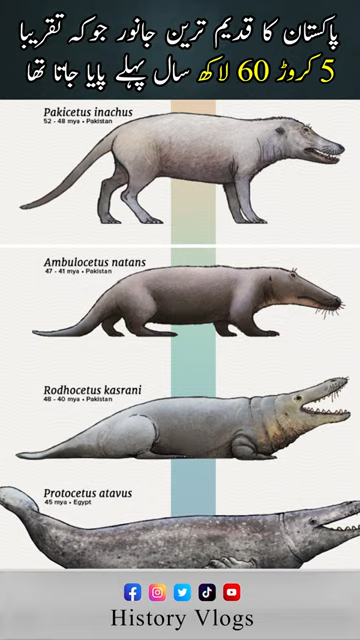 پاکستان کا قدیم ترین جانور جوکہ تقریبا
5 کروڑ 60 لاکھ سال پہلے پایا جاتا تھا
Pakicetus inachus
52 - 48 mya • Pakistan
Ambulocetus natans
47 - 41 mya • Pakistan
Rodhocetus kasrani
48 - 40 mya • Pakistan
Protocetus atavus
45 mya • Egypt
History Vlogs